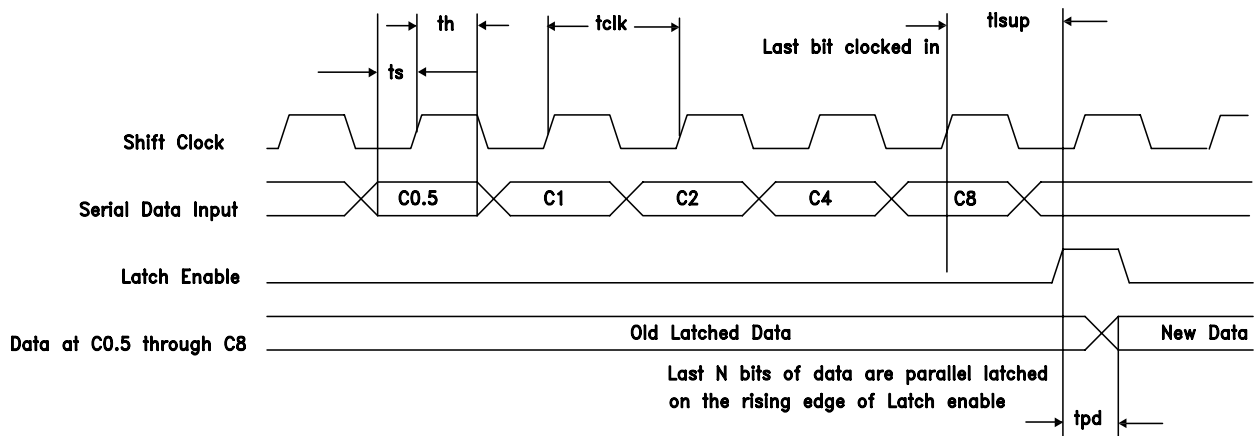 th
tclk
tlsup
Last bit clocked in
ts
Shift Clock
Serial Data Input
C0.5
C1
C2
C4
C8
Latch Enable
Data at C0.5 through C8
Old Latched Data
New Data
Last N bits of data are parallel latched
on the rising edge of Latch enable
tpd